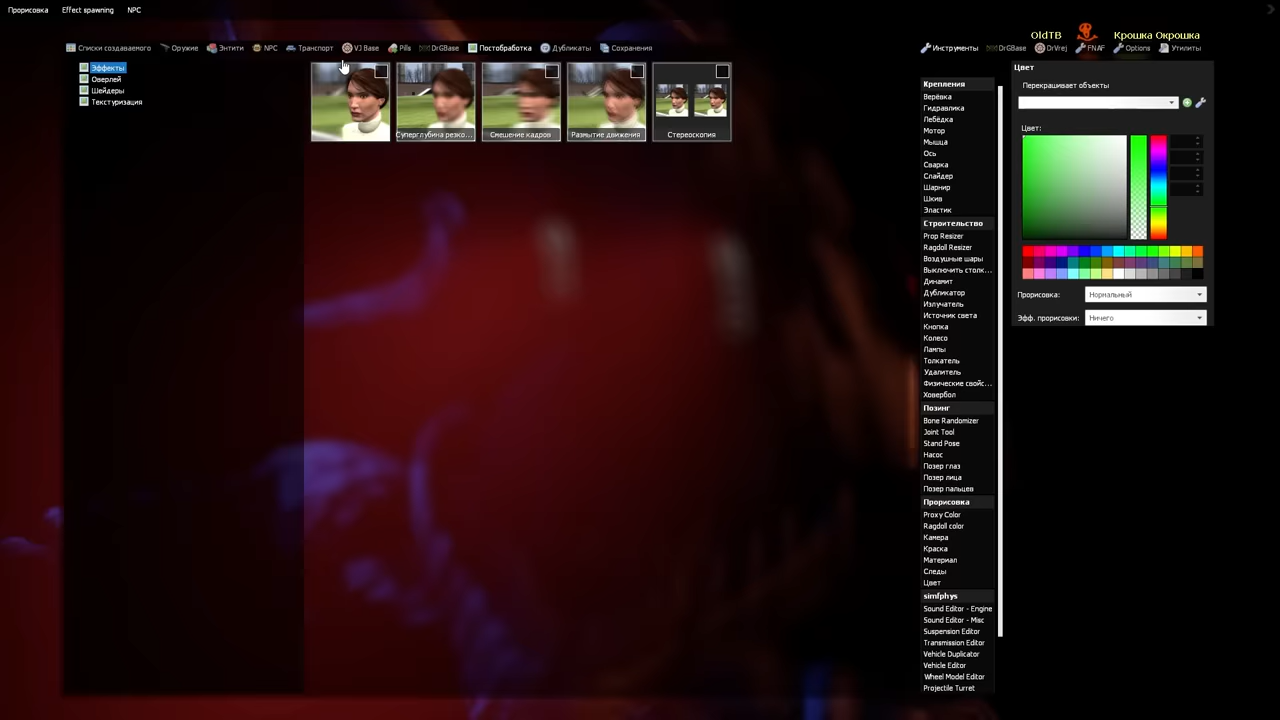 Прорисовка Effect spawning NPC
OldTB Крошка Окрошка
Списки создаваемого Оружие Энтити NPC Транспорт VJ Base Pills DrGBase Постобработка Дубликаты Сохранения
Инструменты DrGBase DrVrej FNAF Options Утилиты
Эффекты
Оверлей
Шейдеры
Текстуризация
Суперглубина резко...
Смешение кадров
Размытие движения
Стереоскопия
Крепления
Верёвка
Гидравлика
Лебёдка
Мотор
Мышца
Ось
Сварка
Слайдер
Шарнир
Шкив
Эластик
Строительство
Prop Resizer
Ragdoll Resizer
Воздушные шары
Выключить столк...
Динамит
Дубликатор
Излучатель
Источник света
Кнопка
Колесо
Лампы
Толкатель
Удалитель
Физические свойс...
Ховербол
Позинг
Bone Randomizer
Joint Tool
Stand Pose
Насос
Позер глаз
Позер лица
Позер пальцев
Прорисовка
Proxy Color
Ragdoll color
Камера
Краска
Материал
Следы
Цвет
simfphys
Sound Editor - Engine
Sound Editor - Misc
Suspension Editor
Transmission Editor
Vehicle Duplicator
Vehicle Editor
Wheel Model Editor
Projectile Turret
Цвет
Перекрашивает объекты
Цвет:
Прорисовка: Нормальный
Эфф. прорисовки: Ничего